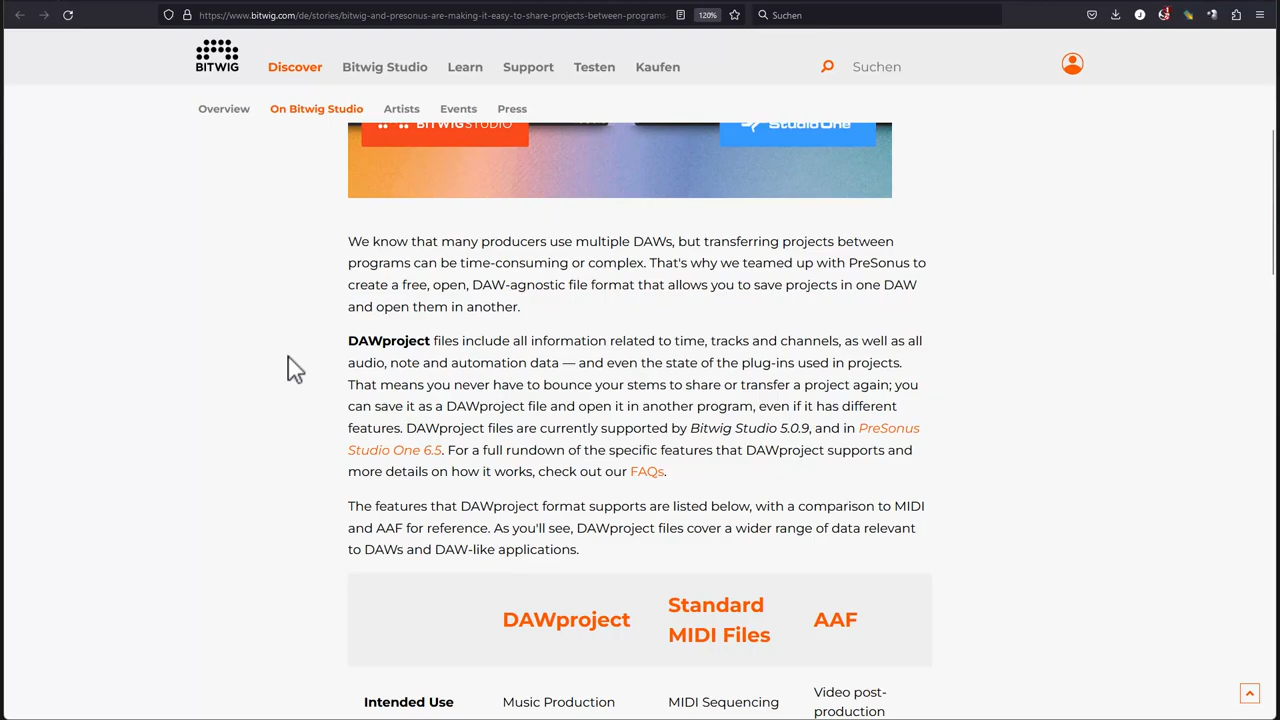 https://www.bitwig.com/de/stories/bitwig-and-presonus-are-making-it-easy-to-share-projects-between-programs-
120%
Suchen
BITWIG
Discover
Bitwig Studio
Learn
Support
Testen
Kaufen
Suchen
Overview
On Bitwig Studio
Artists
Events
Press
BITWIG STUDIO
StudioOne
We know that many producers use multiple DAWs, but transferring projects between
programs can be time-consuming or complex. That's why we teamed up with PreSonus to
create a free, open, DAW-agnostic file format that allows you to save projects in one DAW
and open them in another.
DAWproject files include all information related to time, tracks and channels, as well as all
audio, note and automation data — and even the state of the plug-ins used in projects.
That means you never have to bounce your stems to share or transfer a project again; you
can save it as a DAWproject file and open it in another program, even if it has different
features. DAWproject files are currently supported by Bitwig Studio 5.0.9, and in PreSonus
Studio One 6.5. For a full rundown of the specific features that DAWproject supports and
more details on how it works, check out our FAQs.
The features that DAWproject format supports are listed below, with a comparison to MIDI
and AAF for reference. As you'll see, DAWproject files cover a wider range of data relevant
to DAWs and DAW-like applications.
DAWproject
Standard
MIDI Files
AAF
Intended Use
Music Production
MIDI Sequencing
Video post-
production